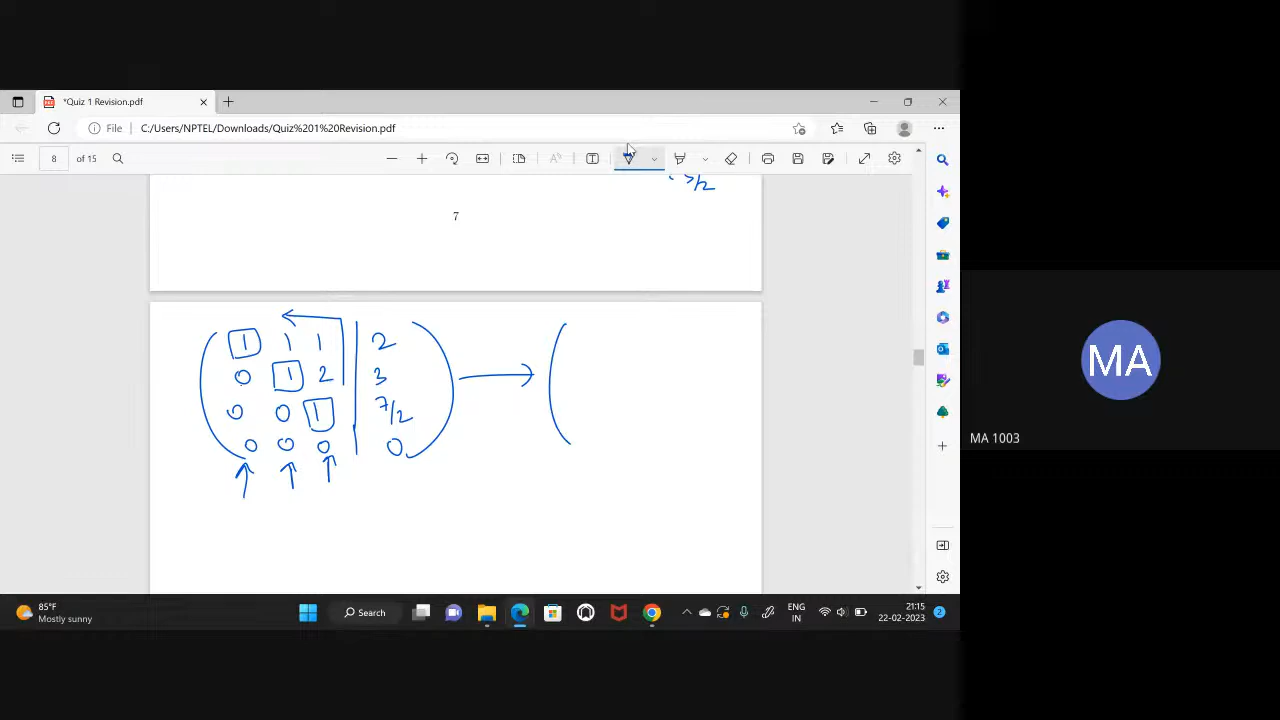 *Quiz 1 Revision.pdf
File C:/Users/NPTEL/Downloads/Quiz%201%20Revision.pdf
8 of 15
5/2
7
1 1 1 | 2
0 1 2 | 3
0 0 1 | 7/2
0 0 0 | 0
MA
MA 1003
85°F
Mostly sunny
Search
ENG
IN
21:15
22-02-2023
2